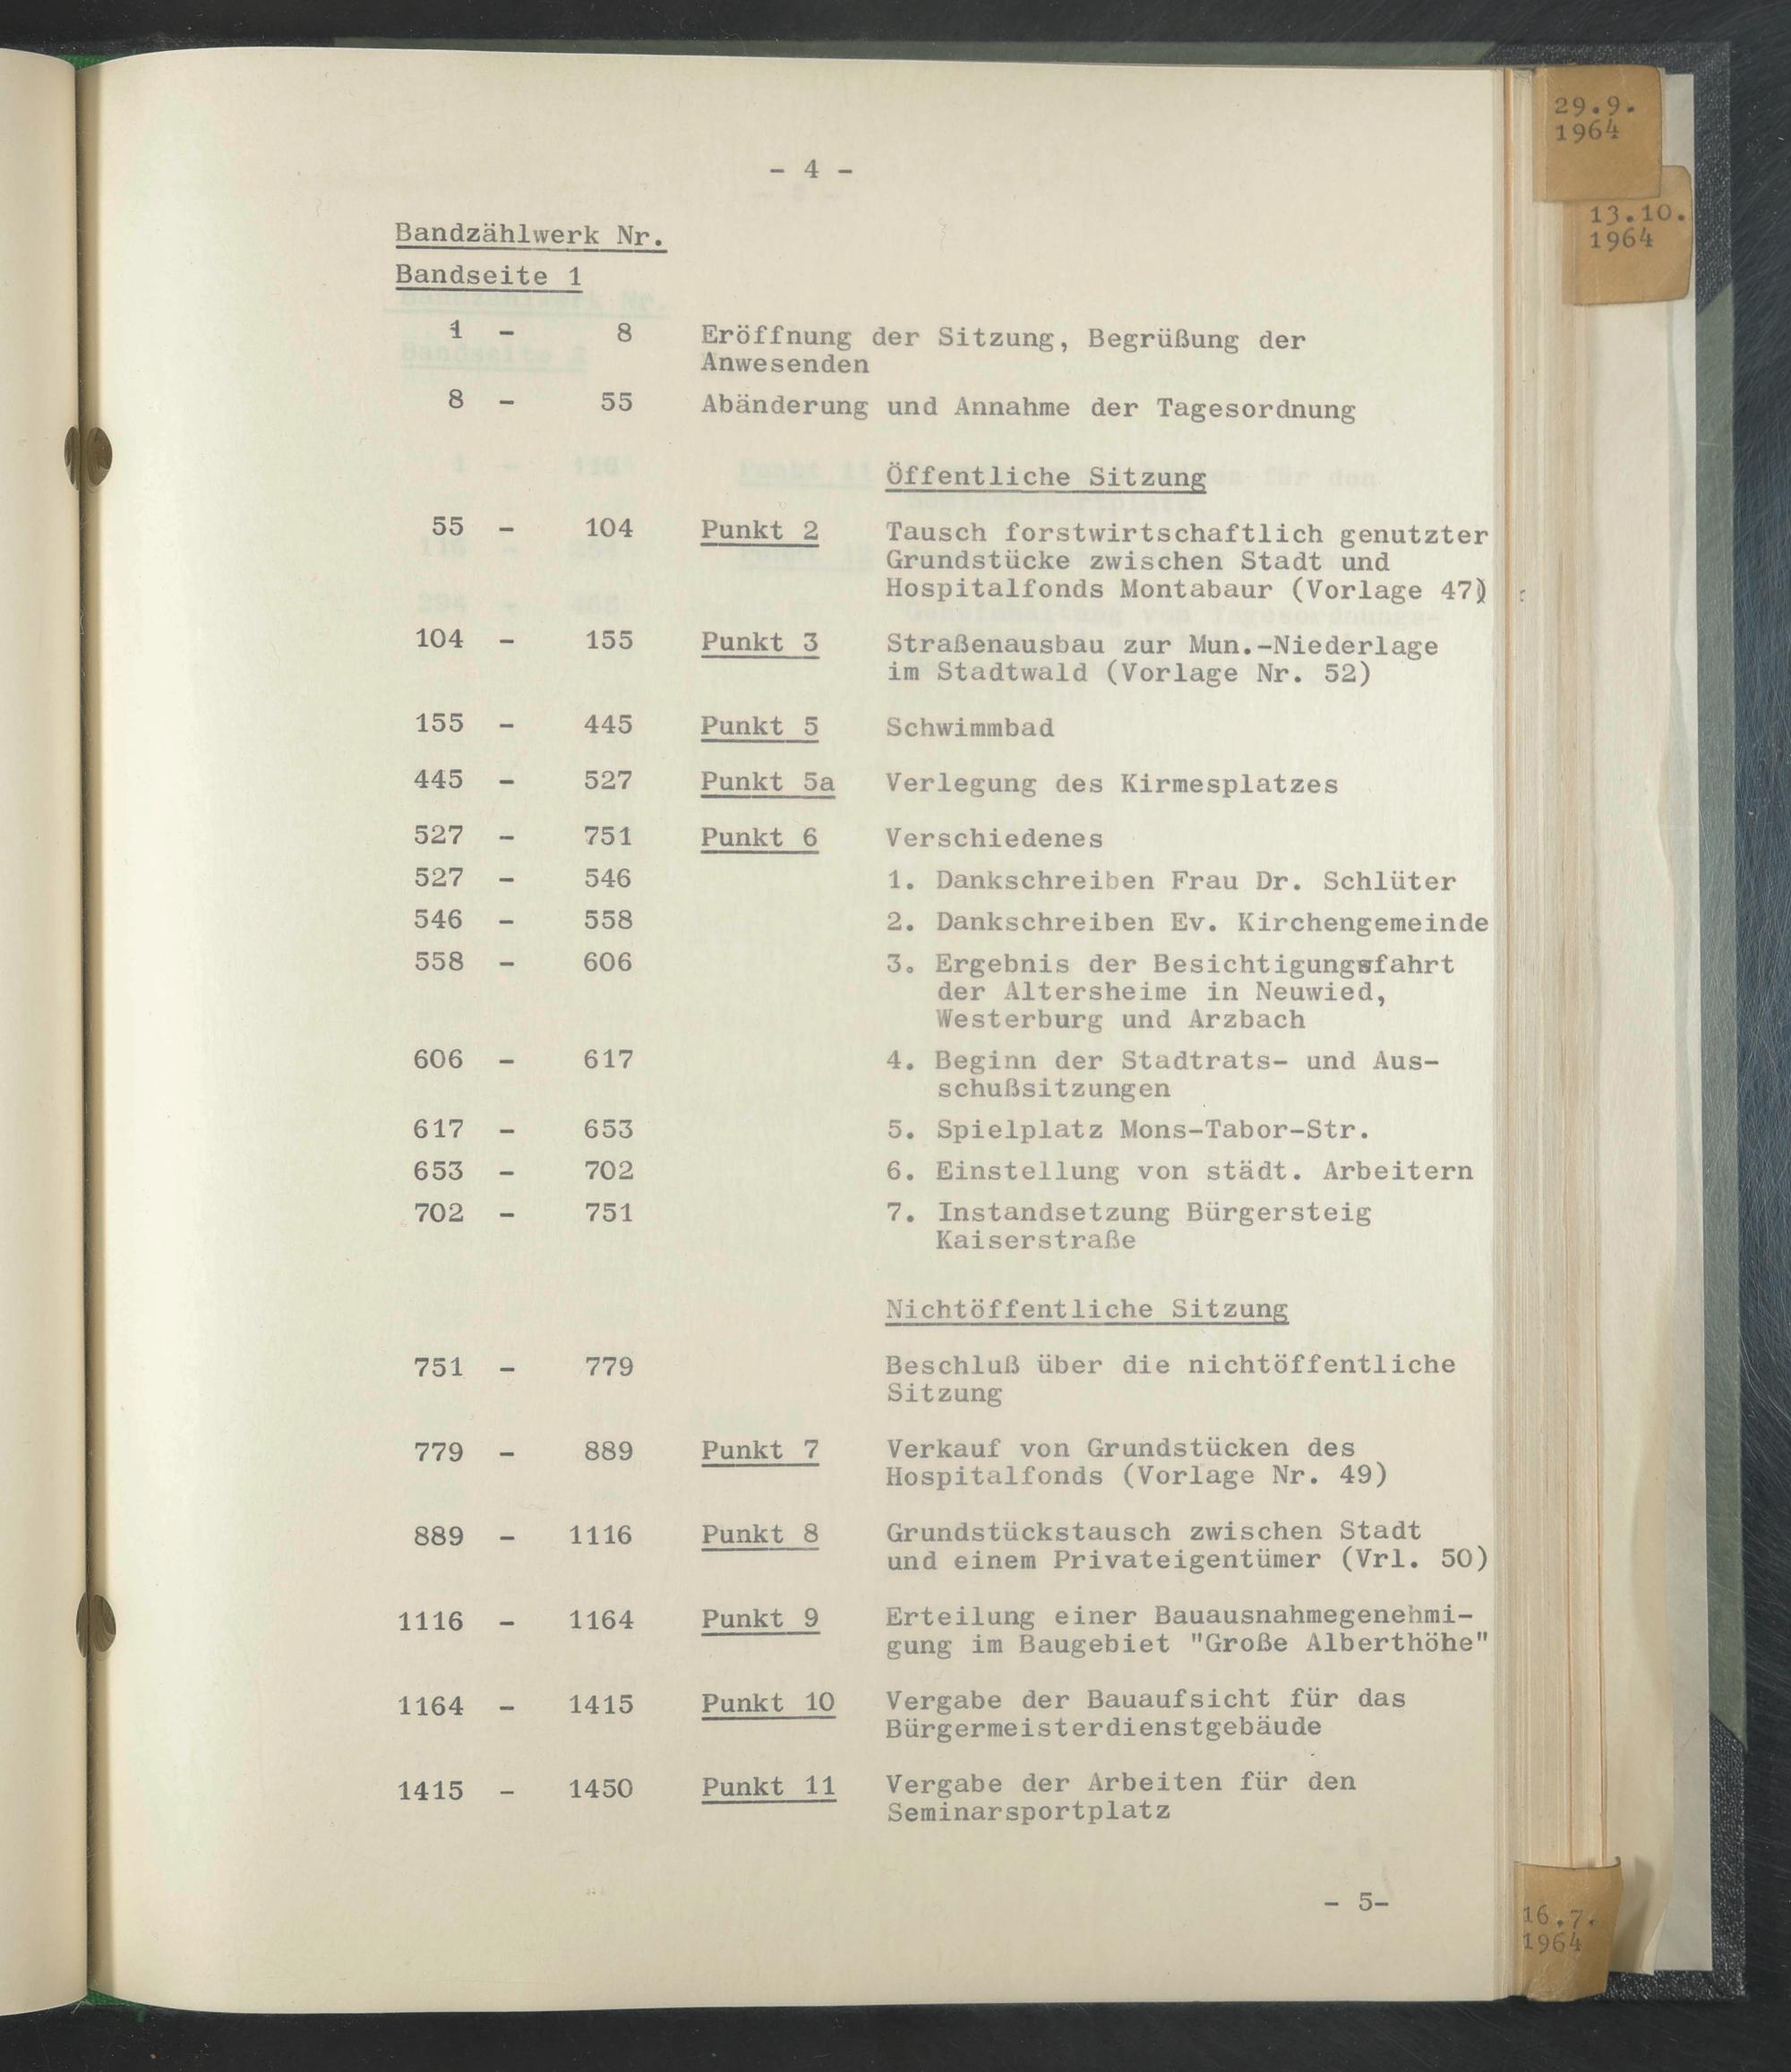 - 4 -
Bandzählwerk Nr.
Bandseite 1
1 - 8 Eröffnung der Sitzung, Begrüßung der
Anwesenden
8 - 55 Abänderung und Annahme der Tagesordnung
Öffentliche Sitzung
55 - 104 Punkt 2 Tausch forstwirtschaftlich genutzter
Grundstücke zwischen Stadt und
Hospitalfonds Montabaur (Vorlage 47)
104 - 155 Punkt 3 Straßenausbau zur Mun.-Niederlage
im Stadtwald (Vorlage Nr. 52)
155 - 445 Punkt 5 Schwimmbad
445 - 527 Punkt 5a Verlegung des Kirmesplatzes
527 - 751 Punkt 6 Verschiedenes
527 - 546 1. Dankschreiben Frau Dr. Schlüter
546 - 558 2. Dankschreiben Ev. Kirchengemeinde
558 - 606 3. Ergebnis der Besichtigungsfahrt
der Altersheime in Neuwied,
Westerburg und Arzbach
606 - 617 4. Beginn der Stadtrats- und Aus-
schußsitzungen
617 - 653 5. Spielplatz Mons-Tabor-Str.
653 - 702 6. Einstellung von städt. Arbeitern
702 - 751 7. Instandsetzung Bürgersteig
Kaiserstraße
Nichtöffentliche Sitzung
751 - 779 Beschluß über die nichtöffentliche
Sitzung
779 - 889 Punkt 7 Verkauf von Grundstücken des
Hospitalfonds (Vorlage Nr. 49)
889 - 1116 Punkt 8 Grundstückstausch zwischen Stadt
und einem Privateigentümer (Vrl. 50)
1116 - 1164 Punkt 9 Erteilung einer Bauausnahmegenehmi-
gung im Baugebiet "Große Alberthöhe"
1164 - 1415 Punkt 10 Vergabe der Bauaufsicht für das
Bürgermeisterdienstgebäude
1415 - 1450 Punkt 11 Vergabe der Arbeiten für den
Seminarsportplatz
- 5-
29.9.
1964
13.10.
1964
16.7.
1964